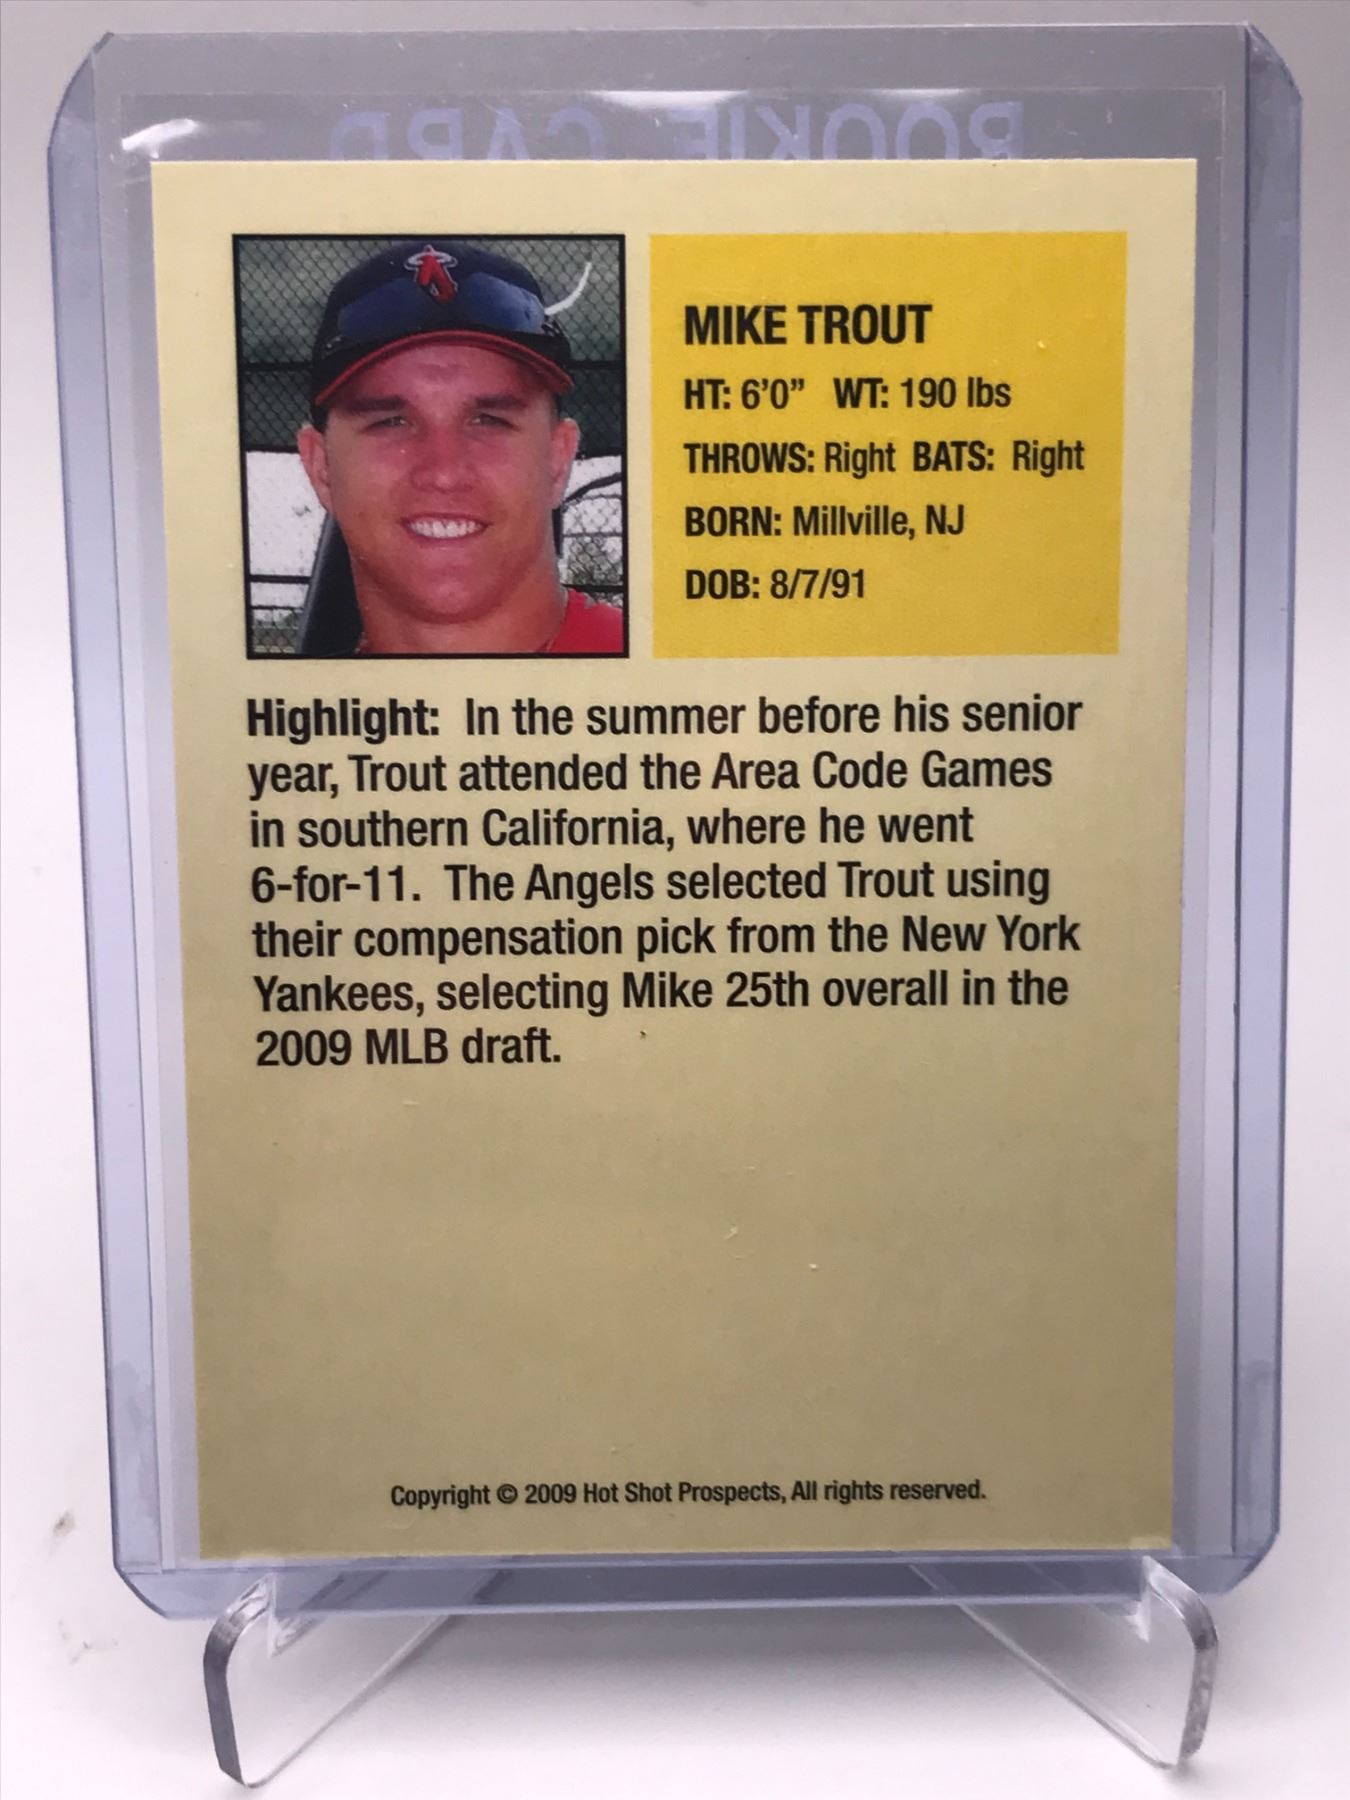 ROOKIE CARD
MIKE TROUT
HT: 6’0” WT: 190 lbs
THROWS: Right BATS: Right
BORN: Millville, NJ
DOB: 8/7/91
Highlight: In the summer before his senior
year, Trout attended the Area Code Games
in southern California, where he went
6-for-11. The Angels selected Trout using
their compensation pick from the New York
Yankees, selecting Mike 25th overall in the
2009 MLB draft.
Copyright © 2009 Hot Shot Prospects, All rights reserved.